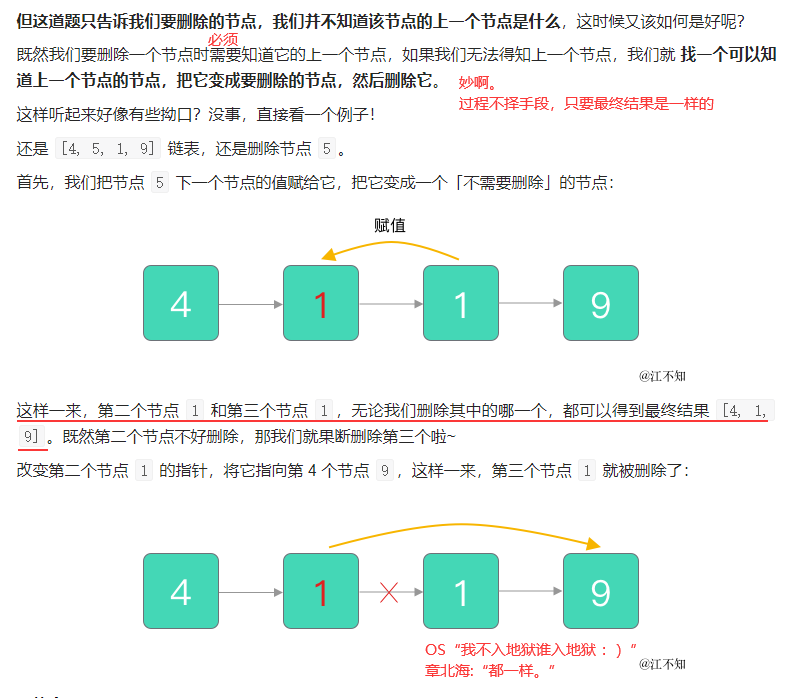 但这道题只告诉我们要删除的节点，我们并不知道该节点的上一个节点是什么，这时候又该如何是好呢？
必须
既然我们要删除一个节点时需要知道它的上一个节点，如果我们无法得知上一个节点，我们就 找一个可以知
道上一个节点的节点，把它变成要删除的节点，然后删除它。
妙啊。
过程不择手段，只要最终结果是一样的
这样听起来好像有些拗口？没事，直接看一个例子！
还是 [4, 5, 1, 9] 链表，还是删除节点 5 。
首先，我们把节点 5 下一个节点的值赋给它，把它变成一个「不需要删除」的节点：
赋值
4 1 1 9
@江不知
这样一来，第二个节点 1 和第三个节点 1 ，无论我们删除其中的哪一个，都可以得到最终结果 [4, 1,
9] 。既然第二个节点不好删除，那我们就果断删除第三个啦~
改变第二个节点 1 的指针，将它指向第 4 个节点 9 ，这样一来，第三个节点 1 就被删除了：
4 1 1 9
OS“我不入地狱谁入地狱：）”
章北海:“都一样。”
@江不知